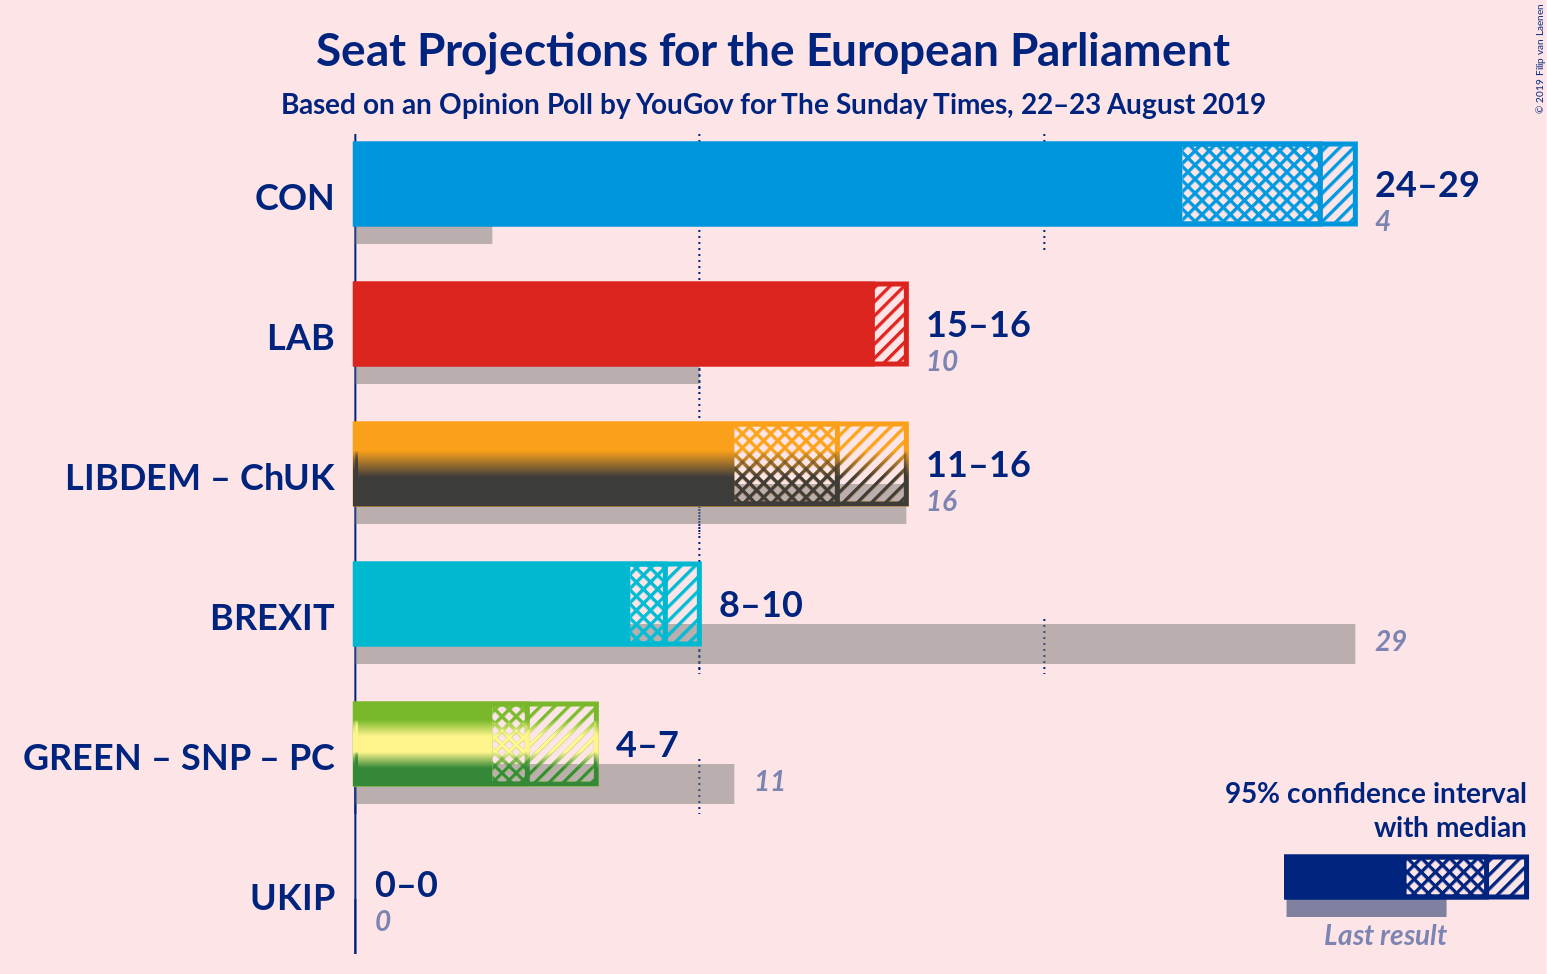 Seat Projections for the European Parliament
Based on an Opinion Poll by YouGov for The Sunday Times, 22–23 August 2019
© 2019 Filip van Laenen
CON
24–29
4
LAB
15–16
10
LIBDEM – ChUK
11–16
16
BREXIT
8–10
29
GREEN – SNP – PC
4–7
11
UKIP
0–0
0
95% confidence interval
with median
Last result